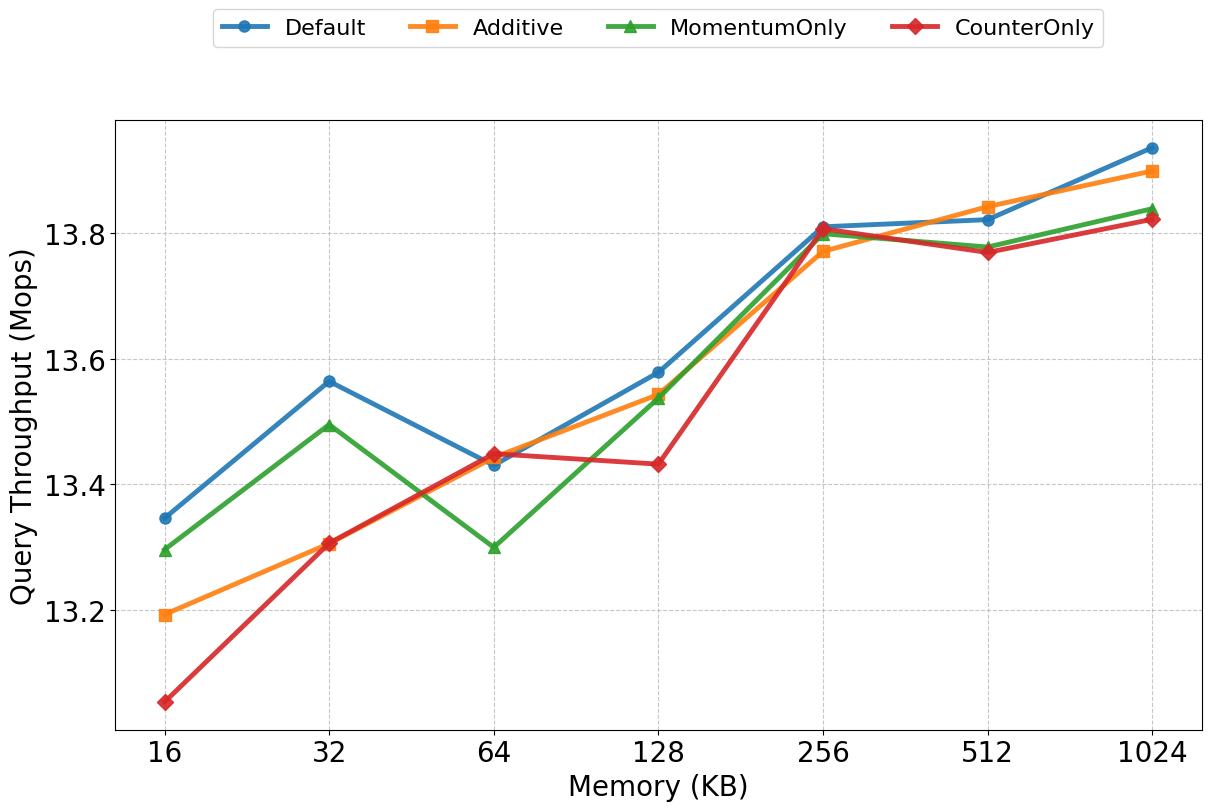 Default Additive MomentumOnly CounterOnly
Query Throughput (Mops)
13.8
13.6
13.4
13.2
16 32 64 128 256 512 1024
Memory (KB)